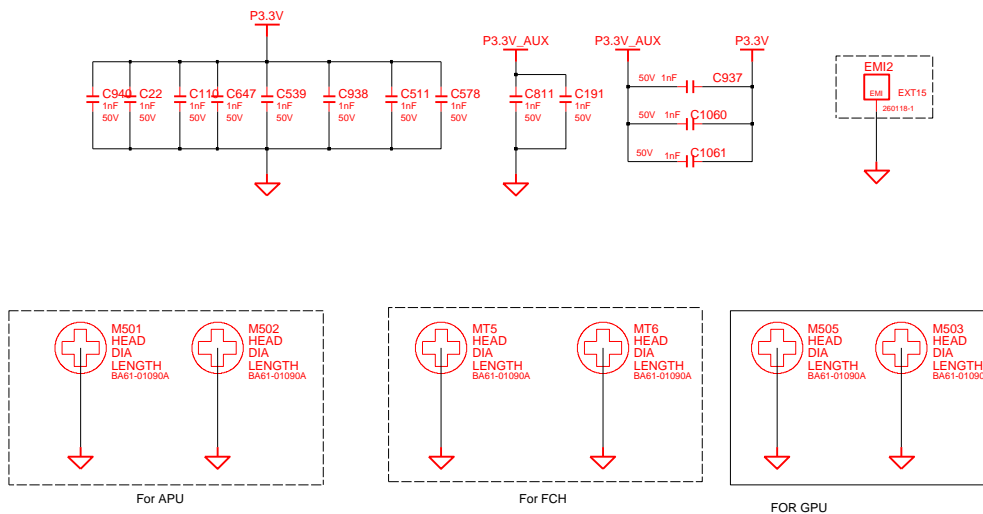 P3.3V
P3.3V_AUX
P3.3V_AUX
P3.3V
C940
1nF
50V
C22
1nF
50V
C110
1nF
50V
C647
1nF
50V
C539
1nF
50V
C938
1nF
50V
C511
1nF
50V
C578
1nF
50V
C811
1nF
50V
C191
1nF
50V
50V 1nF C937
50V 1nF C1060
50V 1nF C1061
EMI2
EMI
EXT15
260118-1
M501
HEAD
DIA
LENGTH
BA61-01090A
M502
HEAD
DIA
LENGTH
BA61-01090A
For APU
MT5
HEAD
DIA
LENGTH
BA61-01090A
MT6
HEAD
DIA
LENGTH
BA61-01090A
For FCH
M505
HEAD
DIA
LENGTH
BA61-01090A
M503
HEAD
DIA
LENGTH
BA61-01090
FOR GPU